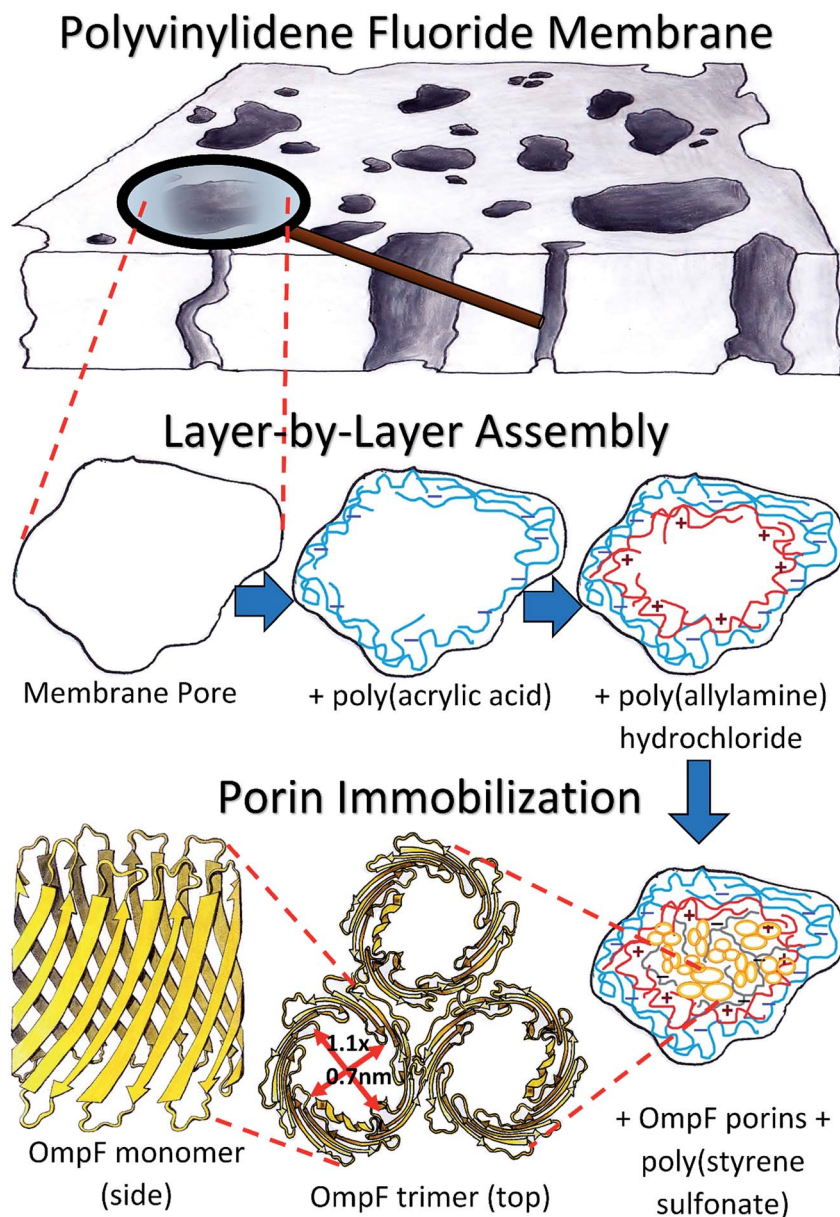 Polyvinylidene Fluoride Membrane
Layer-by-Layer Assembly
Membrane Pore
+ poly(acrylic acid)
+ poly(allylamine)
hydrochloride
Porin Immobilization
1.1x
0.7nm
OmpF monomer
(side)
OmpF trimer (top)
+ OmpF porins +
poly(styrene
sulfonate)